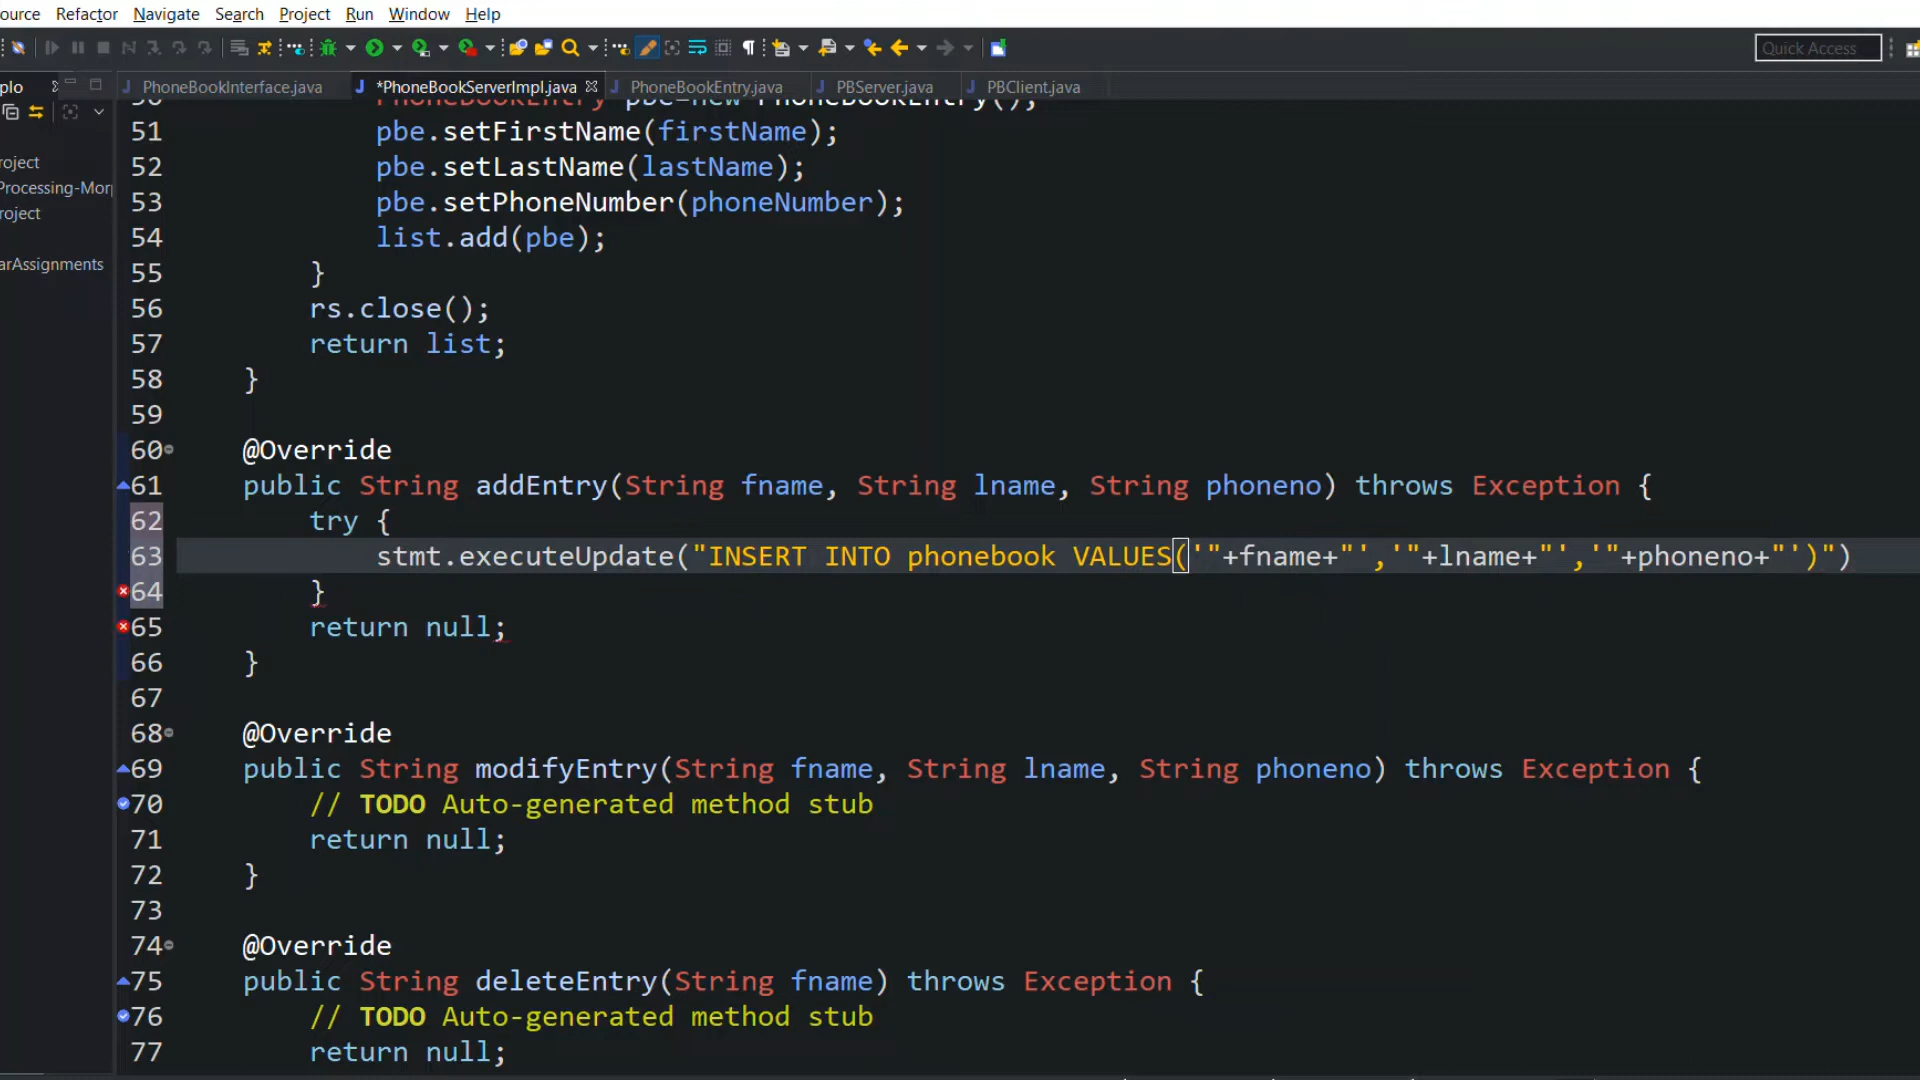 ource Refactor Navigate Search Project Run Window Help
Quick Access
plo
PhoneBookInterface.java *PhoneBookServerImpl.java PhoneBookEntry.java PBServer.java PBClient.java
roject
Processing-Mor
roject
arAssignments
50 PhoneBookEntry pbe=new PhoneBookEntry();
51 pbe.setFirstName(firstName);
52 pbe.setLastName(lastName);
53 pbe.setPhoneNumber(phoneNumber);
54 list.add(pbe);
55 }
56 rs.close();
57 return list;
58 }
59
60 @Override
61 public String addEntry(String fname, String lname, String phoneno) throws Exception {
62 try {
63 stmt.executeUpdate("INSERT INTO phonebook VALUES('"+fname+"','"+lname+"','"+phoneno+"')")
64 }
65 return null;
66 }
67
68 @Override
69 public String modifyEntry(String fname, String lname, String phoneno) throws Exception {
70 // TODO Auto-generated method stub
71 return null;
72 }
73
74 @Override
75 public String deleteEntry(String fname) throws Exception {
76 // TODO Auto-generated method stub
77 return null;